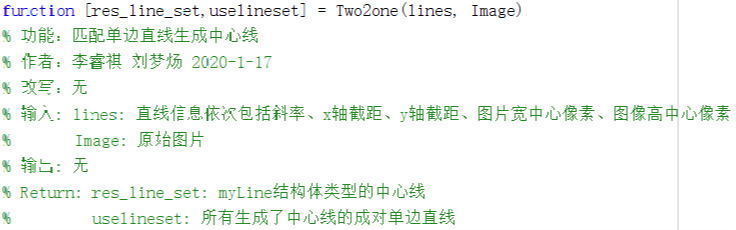 function [res_line_set,uselineset] = Two2one(lines, Image)
% 功能：匹配单边直线生成中心线
% 作者：李睿祺 刘梦炀 2020-1-17
% 改写：无
% 输入：lines: 直线信息依次包括斜率、x轴截距、y轴截距、图片宽中心像素、图像高中心像素
% Image: 原始图片
% 输出：无
% Return: res_line_set: myLine结构体类型的中心线
% uselineset: 所有生成了中心线的成对单边直线